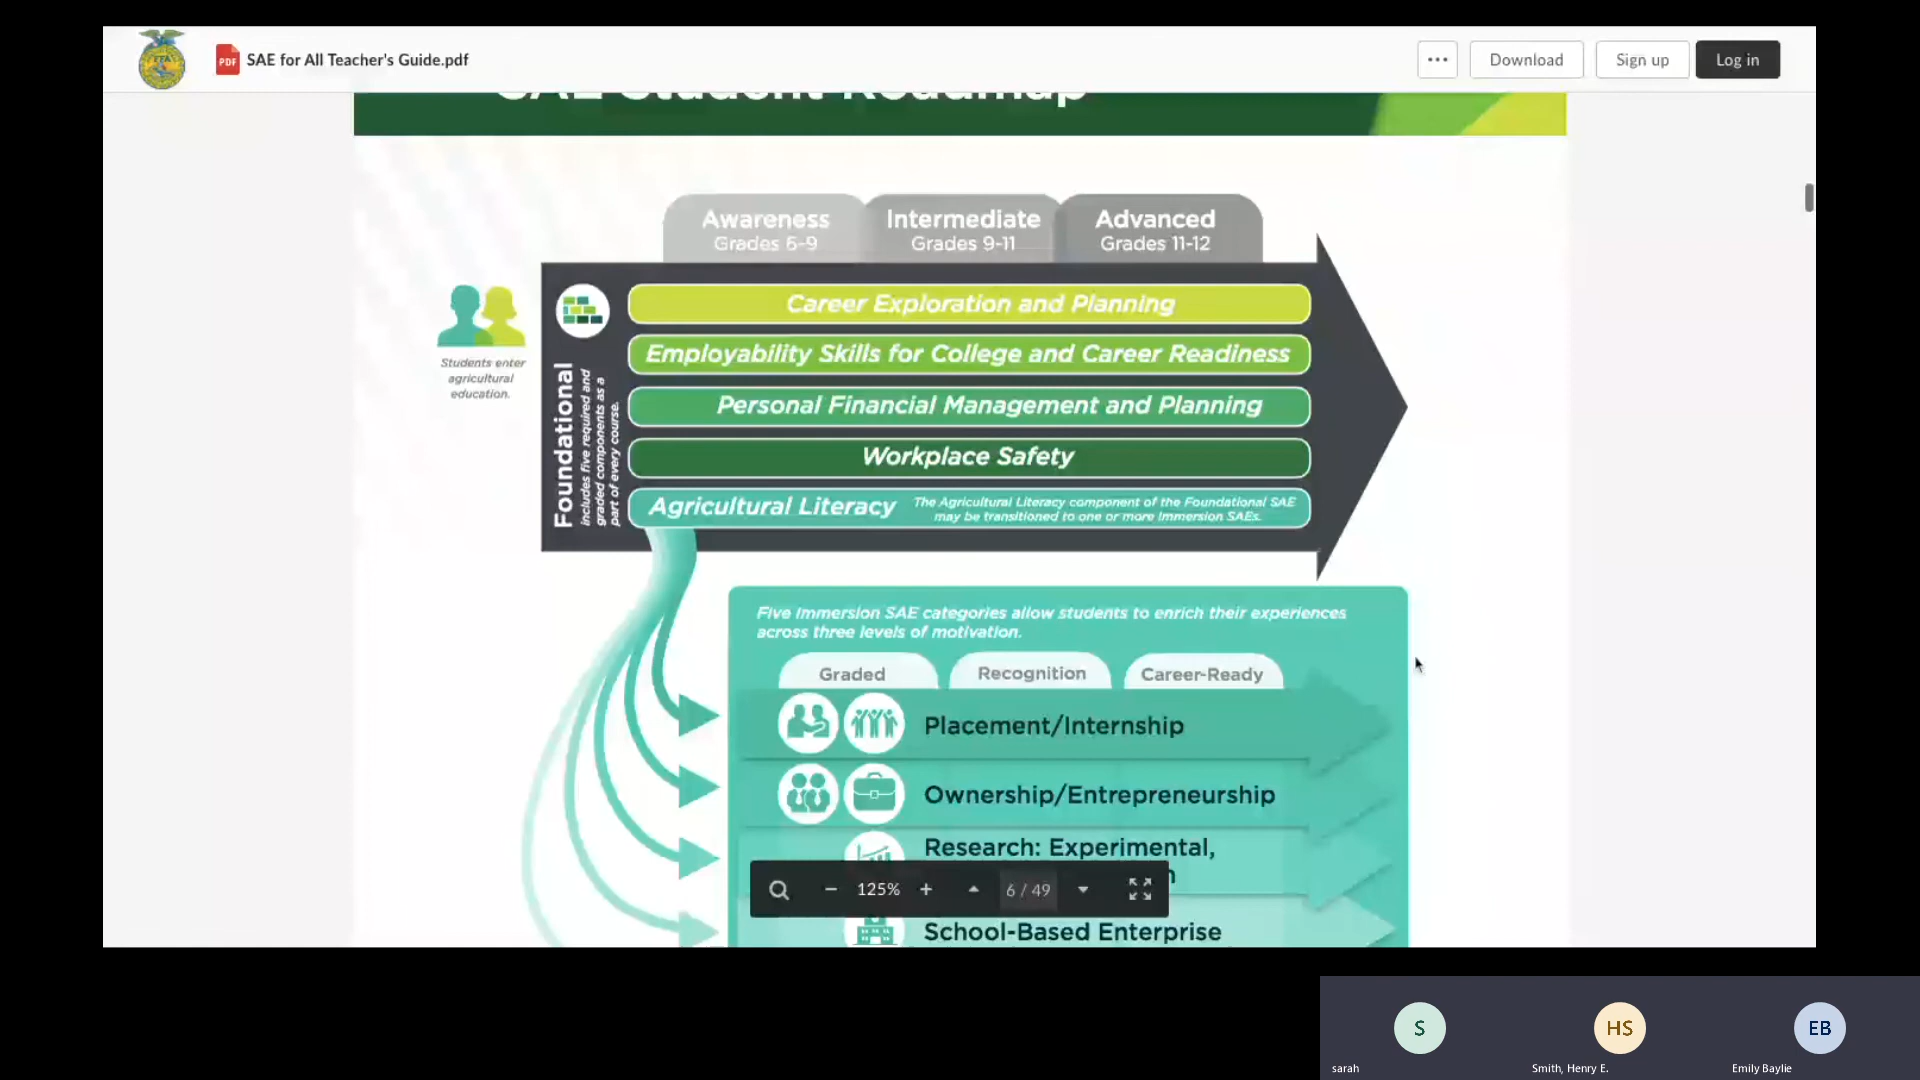 SAE for All Teacher's Guide.pdf
Download
Sign up
Log in
SAE Student Roadmap
Awareness
Grades 6-9
Intermediate
Grades 9-11
Advanced
Grades 11-12
Students enter
agricultural
education.
Foundational
includes five required and
graded components as a
part of every course.
Career Exploration and Planning
Employability Skills for College and Career Readiness
Personal Financial Management and Planning
Workplace Safety
Agricultural Literacy
The Agricultural Literacy component of the Foundational SAE
may be transitioned to one or more Immersion SAEs.
Five Immersion SAE categories allow students to enrich their experiences
across three levels of motivation.
Graded
Recognition
Career-Ready
Placement/Internship
Ownership/Entrepreneurship
Research: Experimental,
School-Based Enterprise
125%
6 / 49
S
HS
EB
sarah
Smith, Henry E.
Emily Baylie